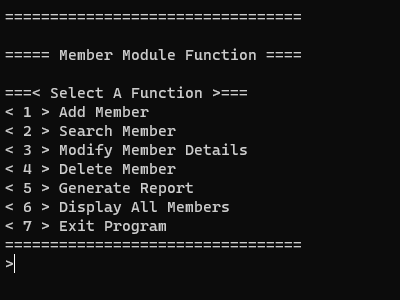 =================================
===== Member Module Function ====
===< Select A Function >===
< 1 > Add Member
< 2 > Search Member
< 3 > Modify Member Details
< 4 > Delete Member
< 5 > Generate Report
< 6 > Display All Members
< 7 > Exit Program
=================================
>